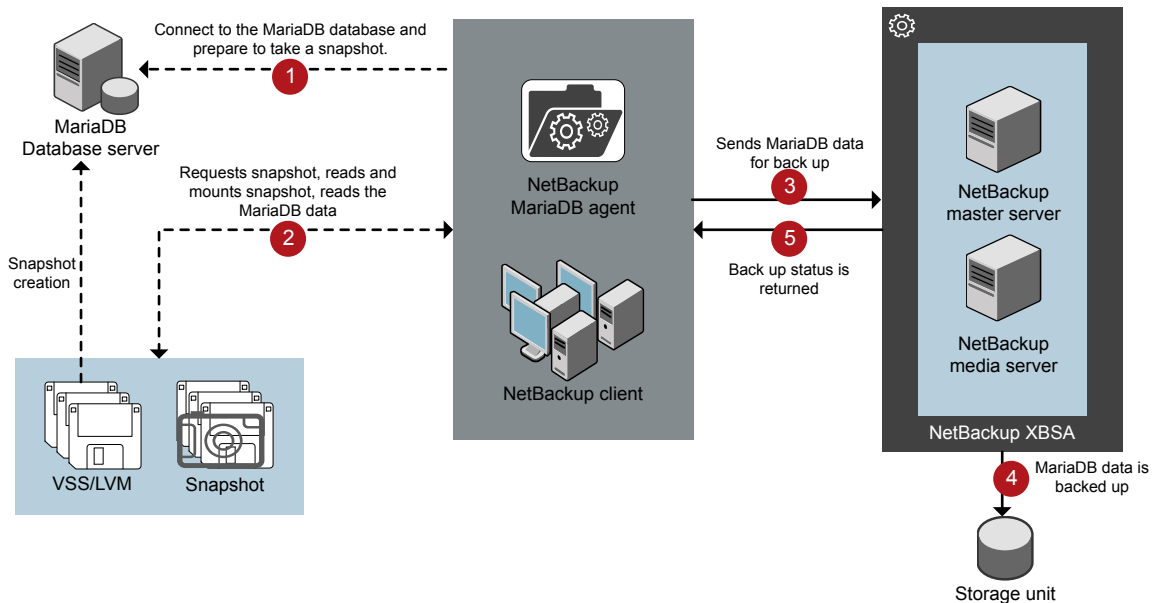 Connect to the MariaDB database and
prepare to take a snapshot.
1
MariaDB
Database server
Requests snapshot, reads and
mounts snapshot, reads the
MariaDB data
2
Snapshot
creation
VSS/LVM
Snapshot
NetBackup
MariaDB agent
NetBackup client
Sends MariaDB data
for back up
3
5
Back up status is
returned
NetBackup
master server
NetBackup
media server
NetBackup XBSA
4
MariaDB data is
backed up
Storage unit